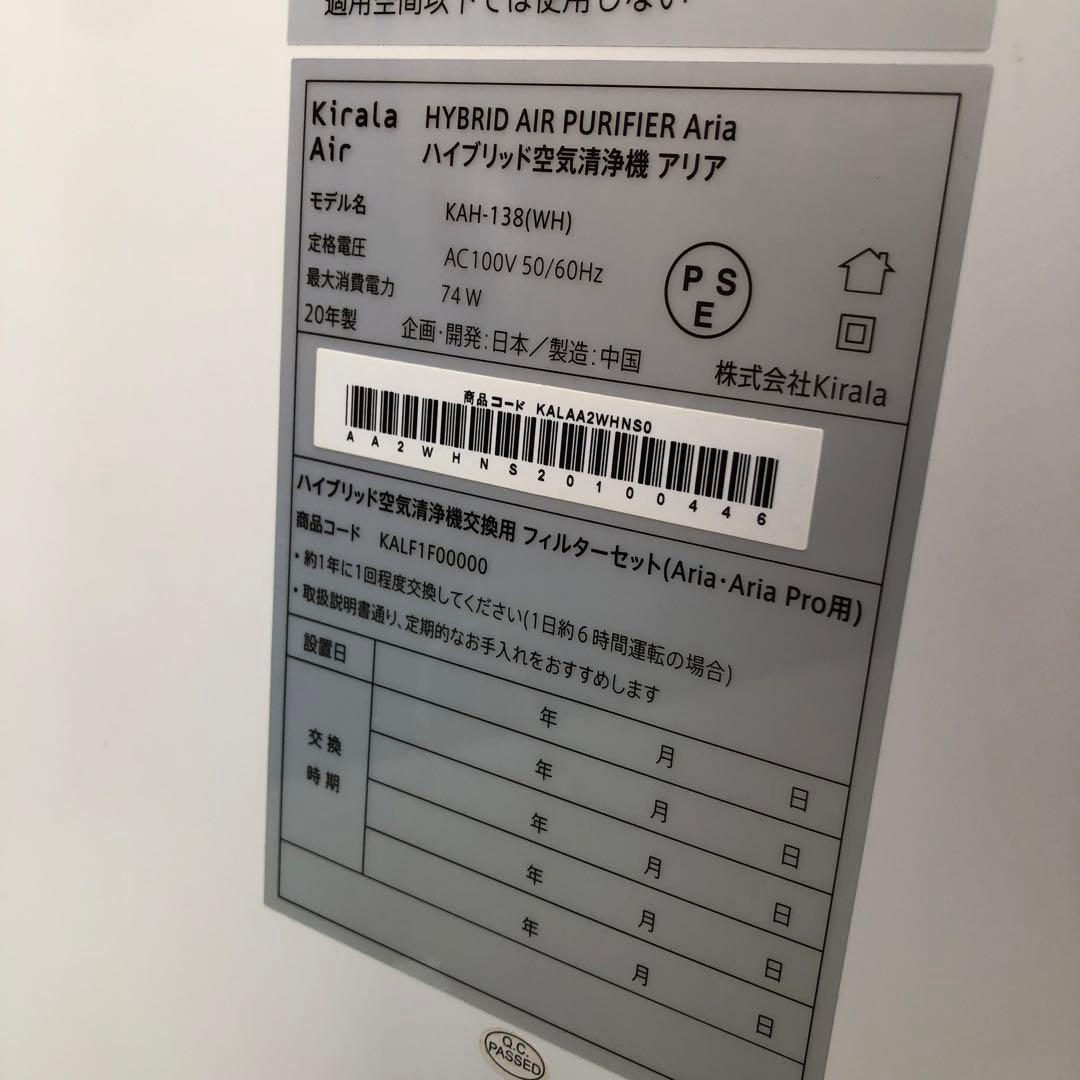 適用空間以下では使用しない
Kirala Air
HYBRID AIR PURIFIER Aria
ハイブリッド空気清浄機 アリア
モデル名 KAH-138(WH)
定格電圧 AC100V 50/60Hz
最大消費電力 74W
20年製 企画・開発:日本/製造:中国
PSE
株式会社Kirala
商品コード KALAA2WHNS0
AA2WHNS20100446
ハイブリッド空気清浄機交換用 フィルターセット(Aria・Aria Pro用)
商品コード KALF1F00000
・約1年に1回程度交換してください(1日約6時間運転の場合)
・取扱説明書通り、定期的なお手入れをおすすめします
設置日 年 月 日
交換時期 年 月 日
年 月 日
年 月 日
年 月 日
Q.C. PASSED